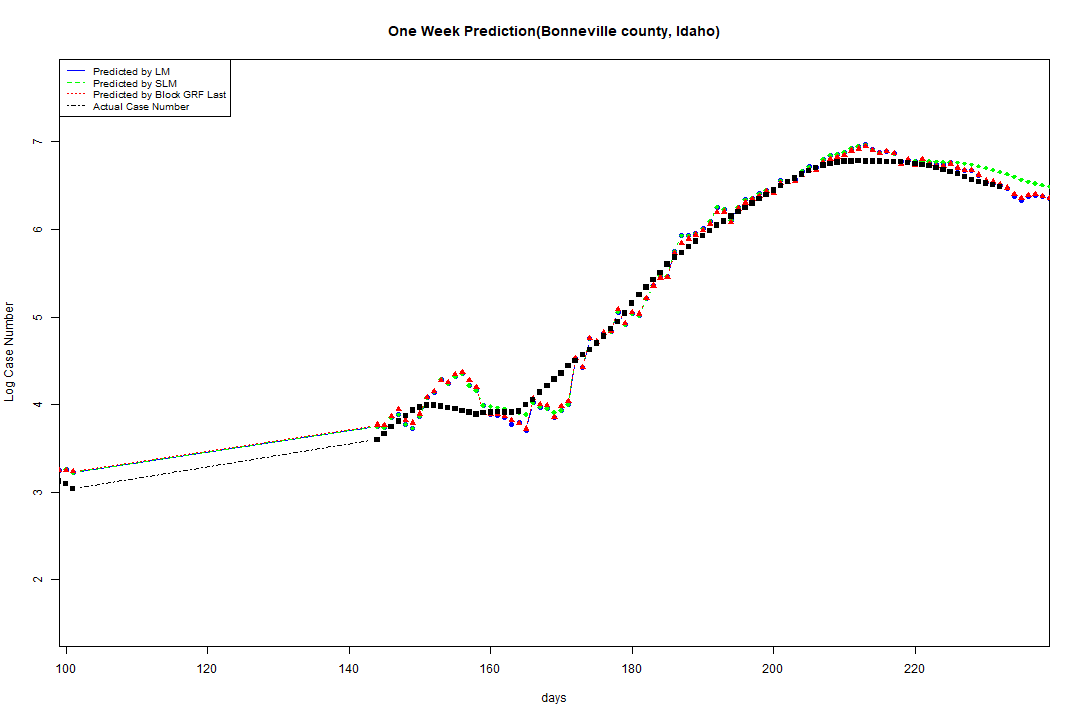 One Week Prediction(Bonneville county, Idaho)
Predicted by LM
Predicted by SLM
Predicted by Block GRF Last
Actual Case Number
7
6
5
4
3
2
Log Case Number
100 120 140 160 180 200 220
days